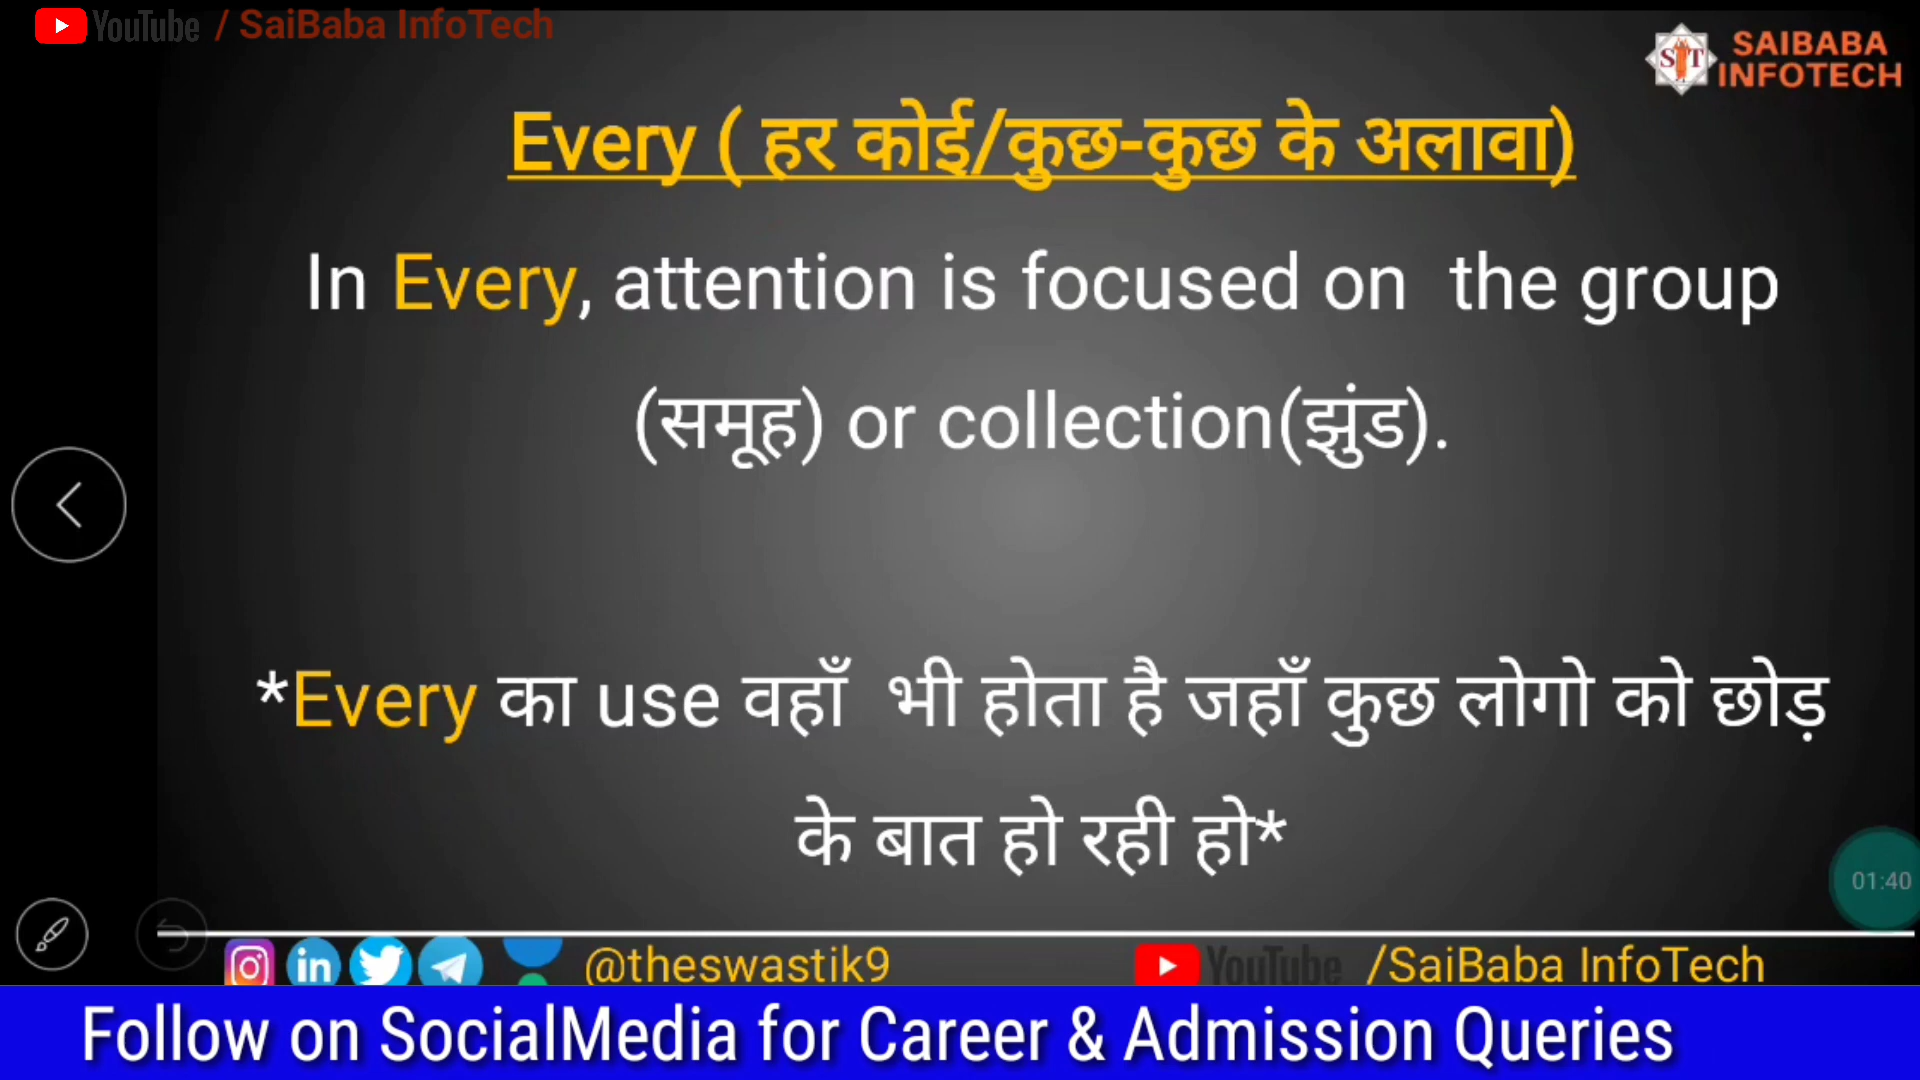 YouTube / SaiBaba InfoTech
SIT SAIBABA
INFOTECH
Every ( हर कोई/कुछ-कुछ के अलावा)
In Every, attention is focused on the group
(समूह) or collection(झुंड).
*Every का use वहाँ भी होता है जहाँ कुछ लोगो को छोड़
के बात हो रही हो*
01:40
@theswastik9
YouTube /SaiBaba InfoTech
Follow on SocialMedia for Career & Admission Queries